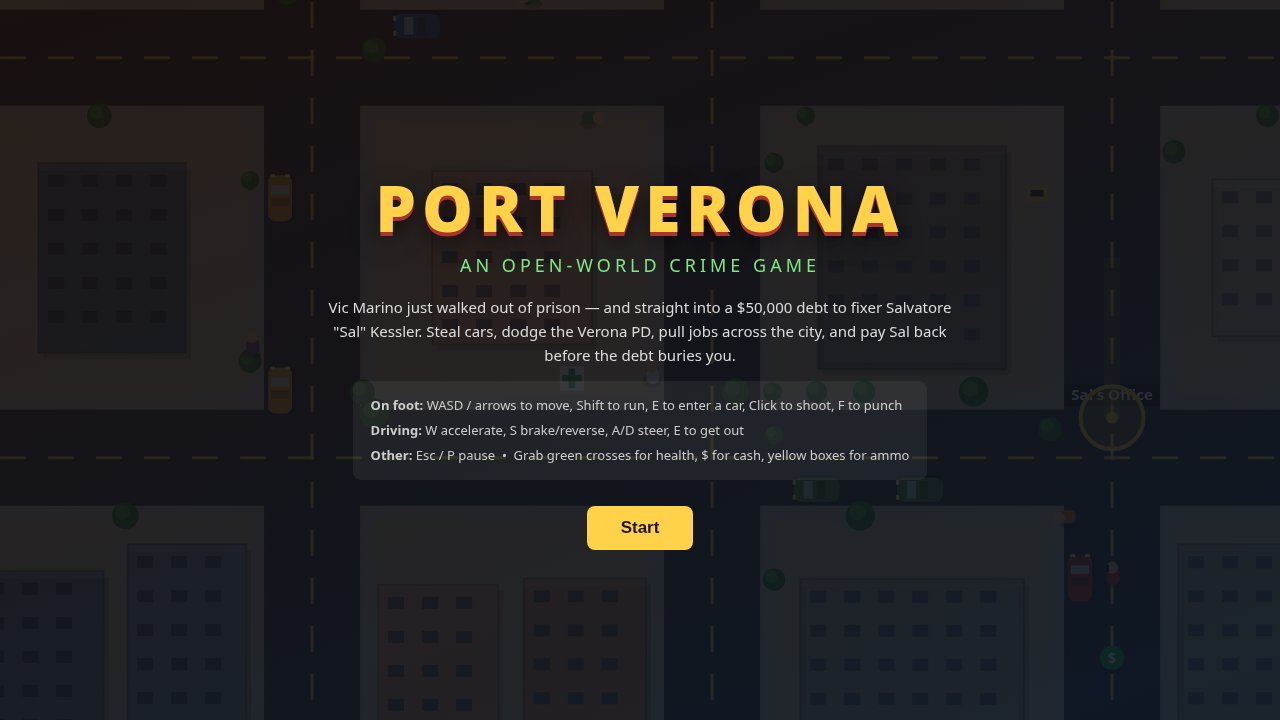 PORT VERONA
AN OPEN-WORLD CRIME GAME
Vic Marino just walked out of prison — and straight into a $50,000 debt to fixer Salvatore
"Sal" Kessler. Steal cars, dodge the Verona PD, pull jobs across the city, and pay Sal back
before the debt buries you.
Sal's Office
On foot: WASD / arrows to move, Shift to run, E to enter a car, Click to shoot, F to punch
Driving: W accelerate, S brake/reverse, A/D steer, E to get out
Other: Esc / P pause • Grab green crosses for health, $ for cash, yellow boxes for ammo
Start
$